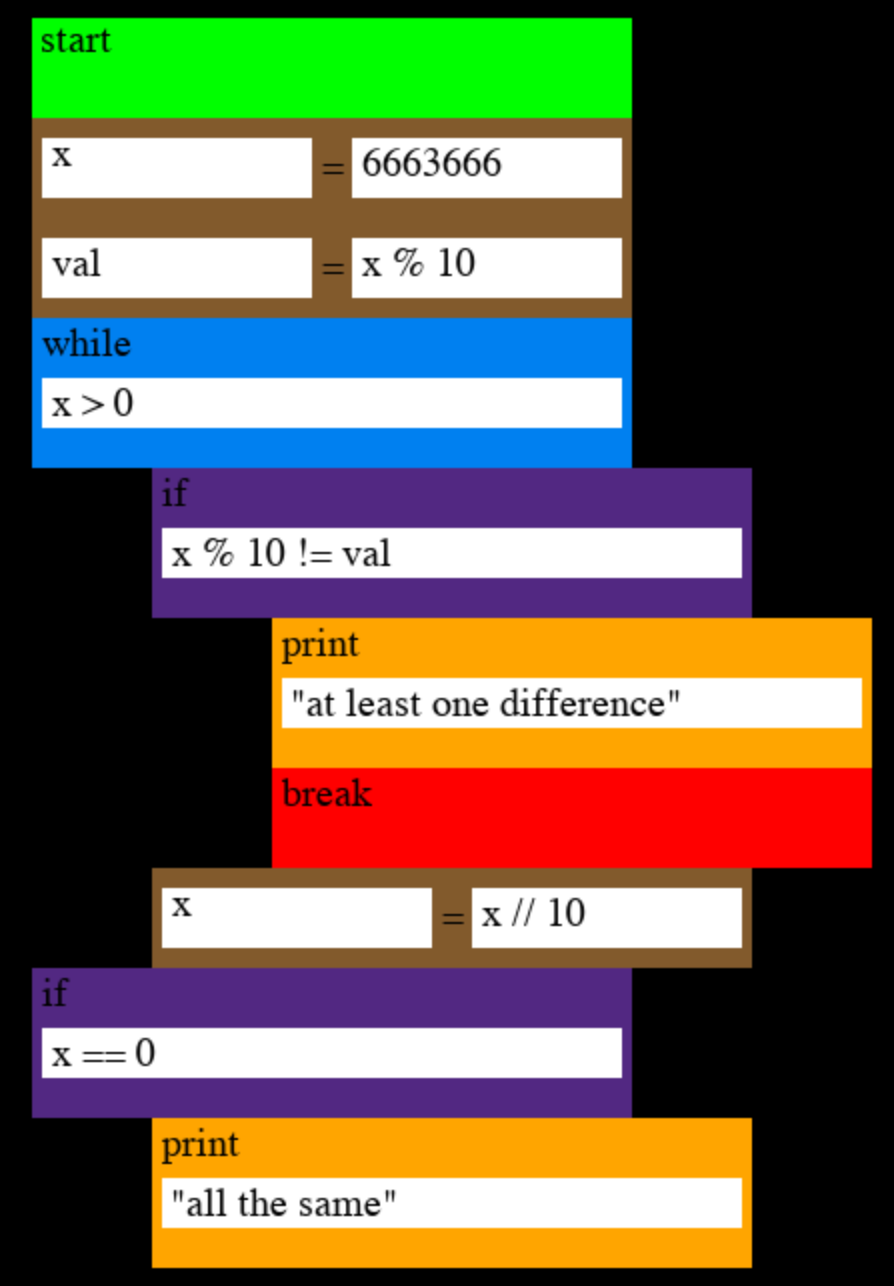 start
x = 6663666
val = x % 10
while
x > 0
if
x % 10 != val
print
"at least one difference"
break
x = x // 10
if
x == 0
print
"all the same"